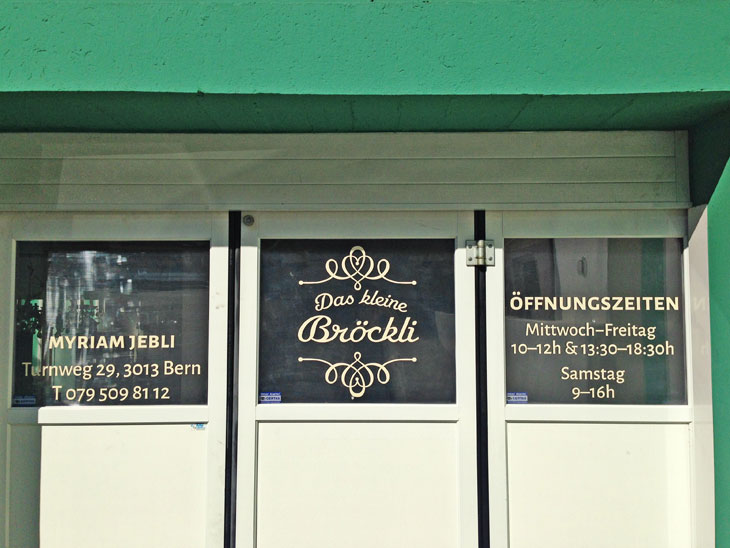 MYRIAM JEBLI
Turnweg 29, 3013 Bern
T 079 509 81 12
Das kleine
Bröckli
ÖFFNUNGSZEITEN
Mittwoch–Freitag
10–12h & 13:30–18:30h
Samstag
9–16h